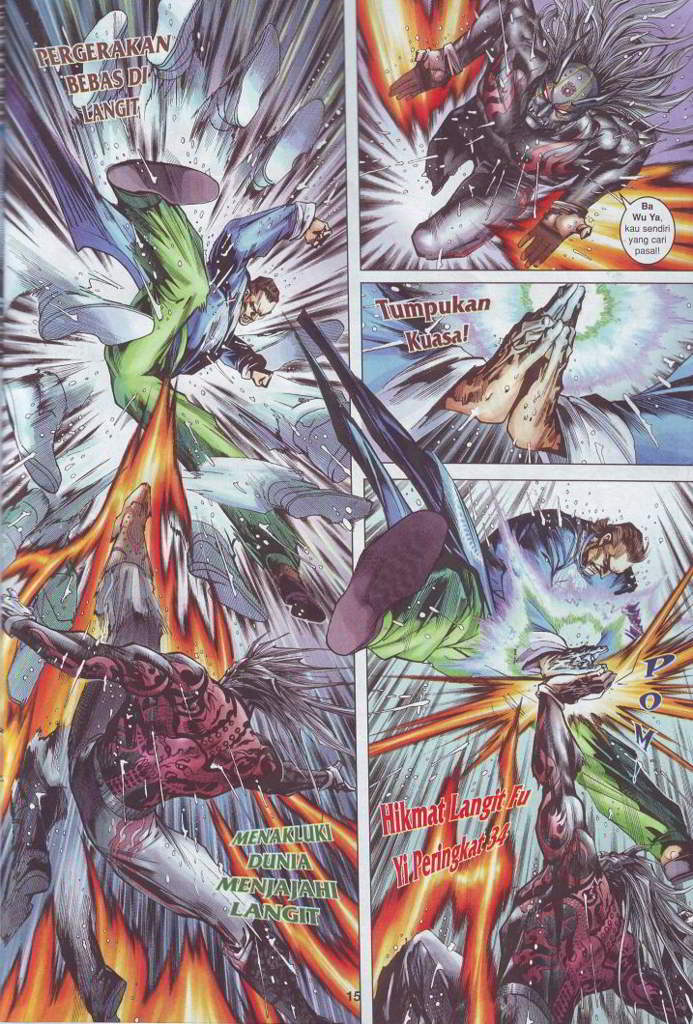 PERGERAKAN
BEBAS DI
LANGIT
MENAKLUKI
DUNIA
MENJAJAHI
LANGIT
Ba
Wu Ya,
kau sendiri
yang cari
pasal!
Tumpukan
Kuasa!
POW
Hikmat Langit Fu
Yi Peringkat 34
15